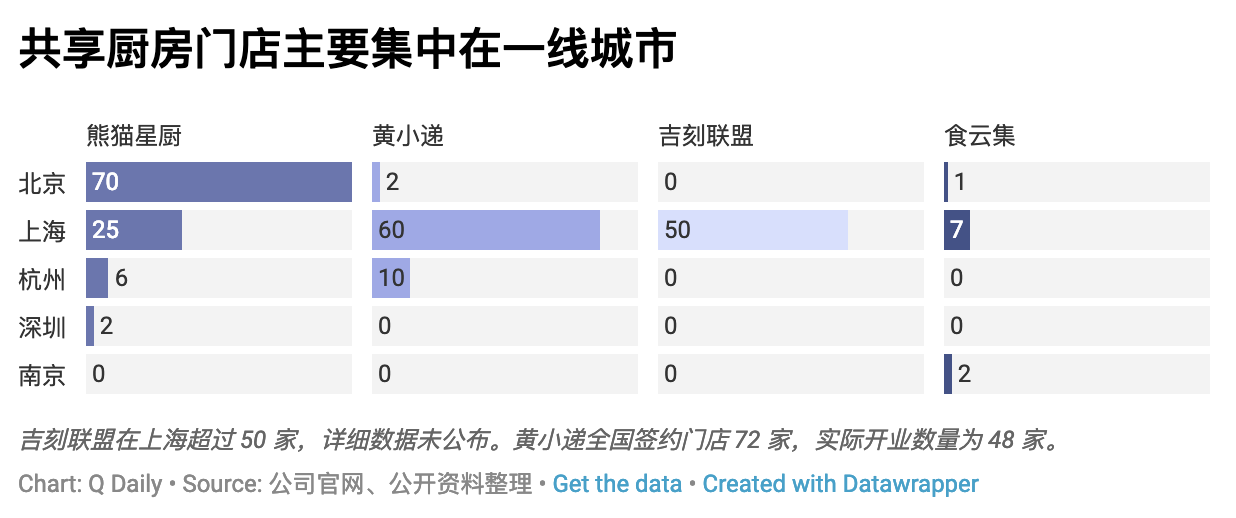 共享厨房门店主要集中在一线城市
熊猫星厨 黄小递 吉刻联盟 食云集
北京 70 2 0 1
上海 25 60 50 7
杭州 6 10 0 0
深圳 2 0 0 0
南京 0 0 0 2
吉刻联盟在上海超过 50 家，详细数据未公布。黄小递全国签约门店 72 家，实际开业数量为 48 家。
Chart: Q Daily • Source: 公司官网、公开资料整理 • Get the data • Created with Datawrapper